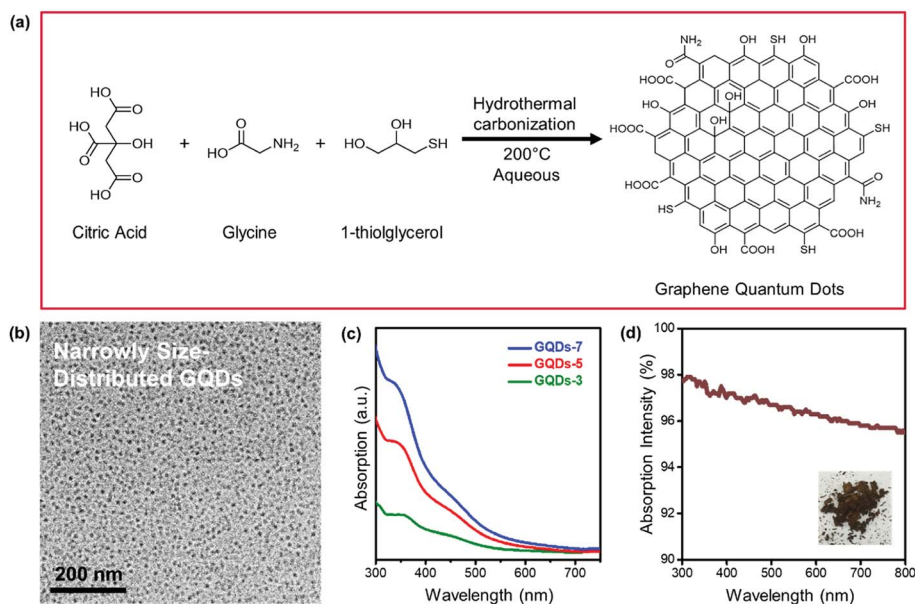 (a)
Citric Acid
+
Glycine
+
1-thiolglycerol
Hydrothermal
carbonization
200°C
Aqueous
Graphene Quantum Dots
HO
O
O
HO
OH
O
HO
O
HO
NH₂
OH
HO
SH
NH₂
O
OH
SH
OH
HOOC
COOH
OH
HO
OH
OH
HOOC
SH
HOOC
O
NH₂
HS
OH
COOH
SH
COOH
(b)
Narrowly Size-
Distributed GQDs
200 nm
(c)
GQDs-7
GQDs-5
GQDs-3
Absorption (a.u.)
300 400 500 600 700
Wavelength (nm)
(d)
Absorption Intensity (%)
100
98
96
94
92
90
300 400 500 600 700 800
Wavelength (nm)